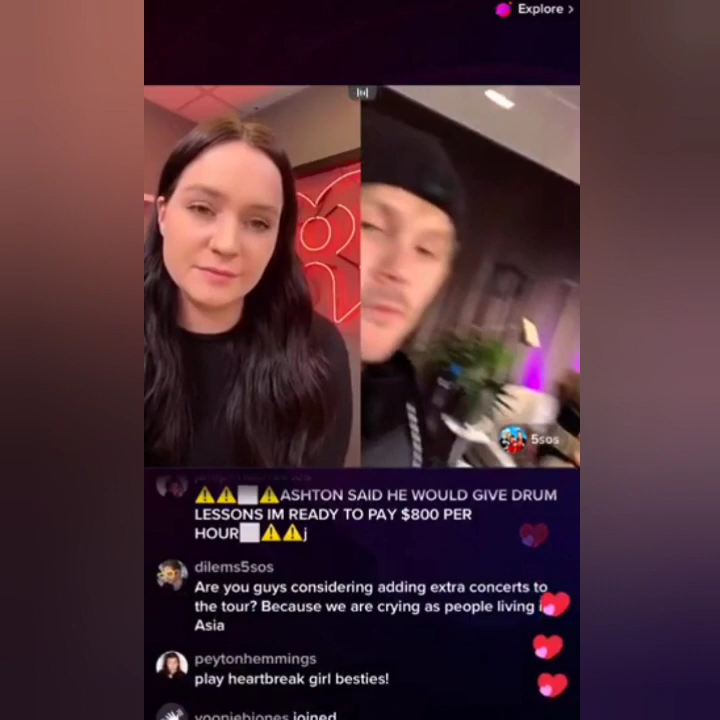 Explore >
5sos
⚠️⚠️⬜⚠️ASHTON SAID HE WOULD GIVE DRUM
LESSONS IM READY TO PAY $800 PER
HOUR⬜⚠️⚠️j
dilems5sos
Are you guys considering adding extra concerts to
the tour? Because we are crying as people living
Asia
peytonhemmings
play heartbreak girl besties!
joined